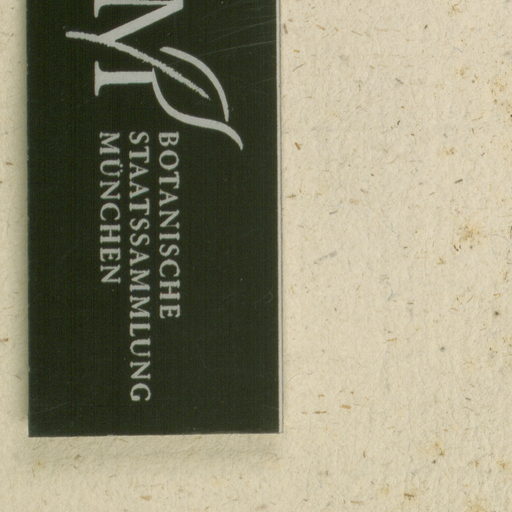 M
BOTANISCHE
STAATSSAMMLUNG
MÜNCHEN